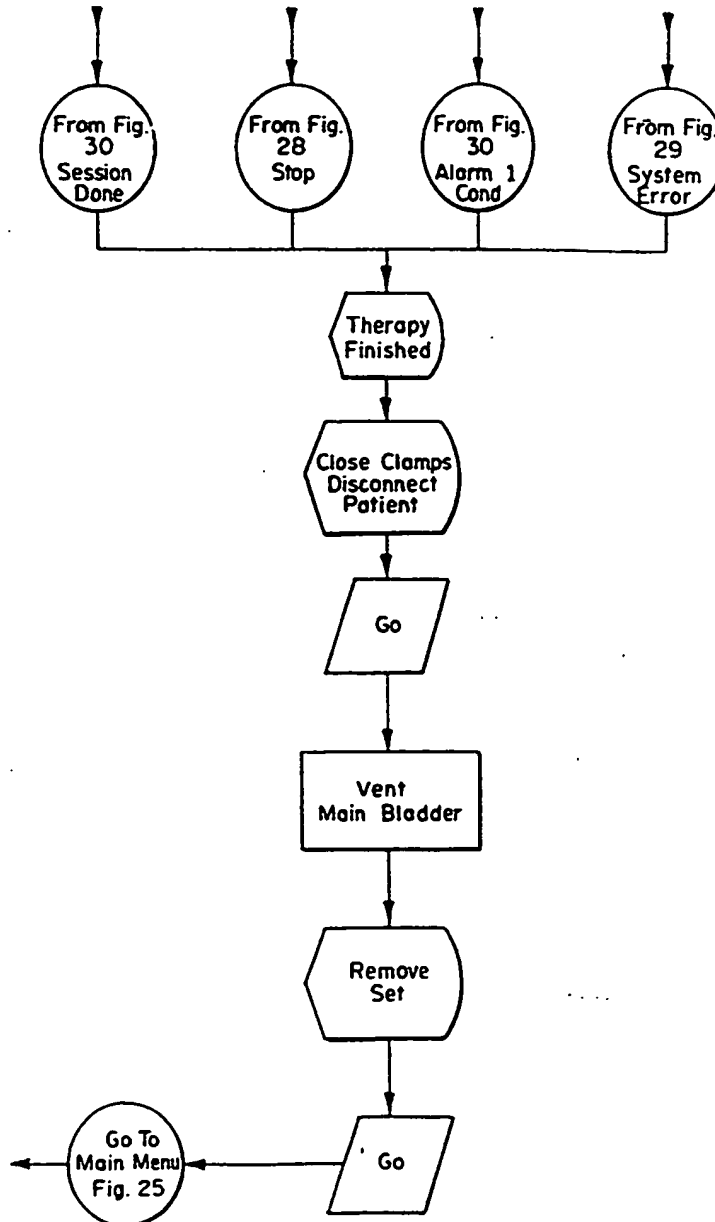 From Fig.
30
Session
Done
From Fig.
28
Stop
From Fig.
30
Alarm 1
Cond
From Fig.
29
System
Error
Therapy
Finished
Close Clamps
Disconnect
Patient
Go
Vent
Main Bladder
Remove
Set
Go
Go To
Main Menu
Fig. 25